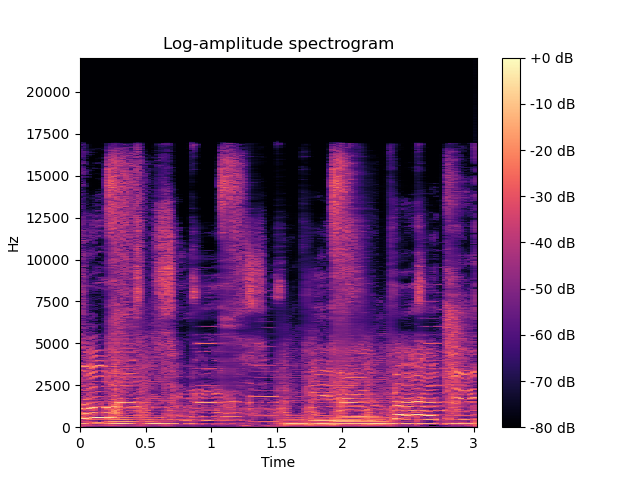 Log-amplitude spectrogram
Hz
20000
17500
15000
12500
10000
7500
5000
2500
0
0 0.5 1 1.5 2 2.5 3
Time
+0 dB
-10 dB
-20 dB
-30 dB
-40 dB
-50 dB
-60 dB
-70 dB
-80 dB